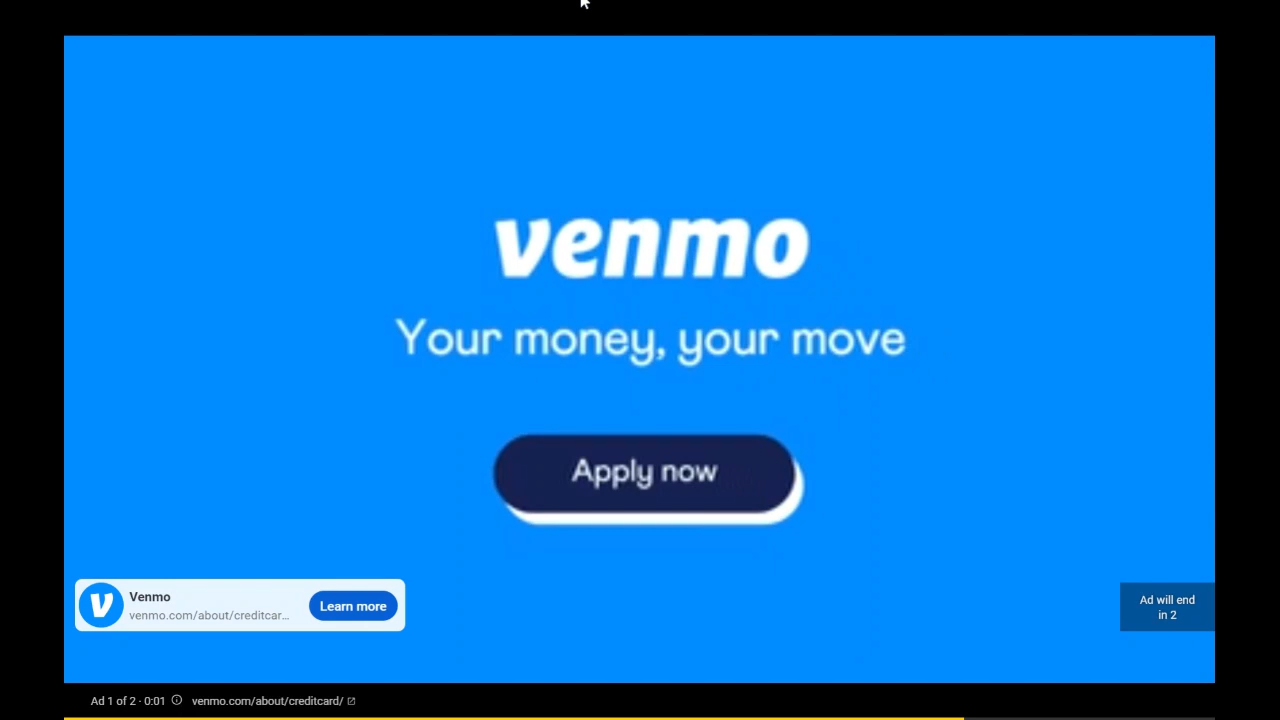 venmo
Your money, your move
Apply now
Venmo
venmo.com/about/creditcar...
Learn more
Ad will end
in 2
Ad 1 of 2 · 0:01
venmo.com/about/creditcard/